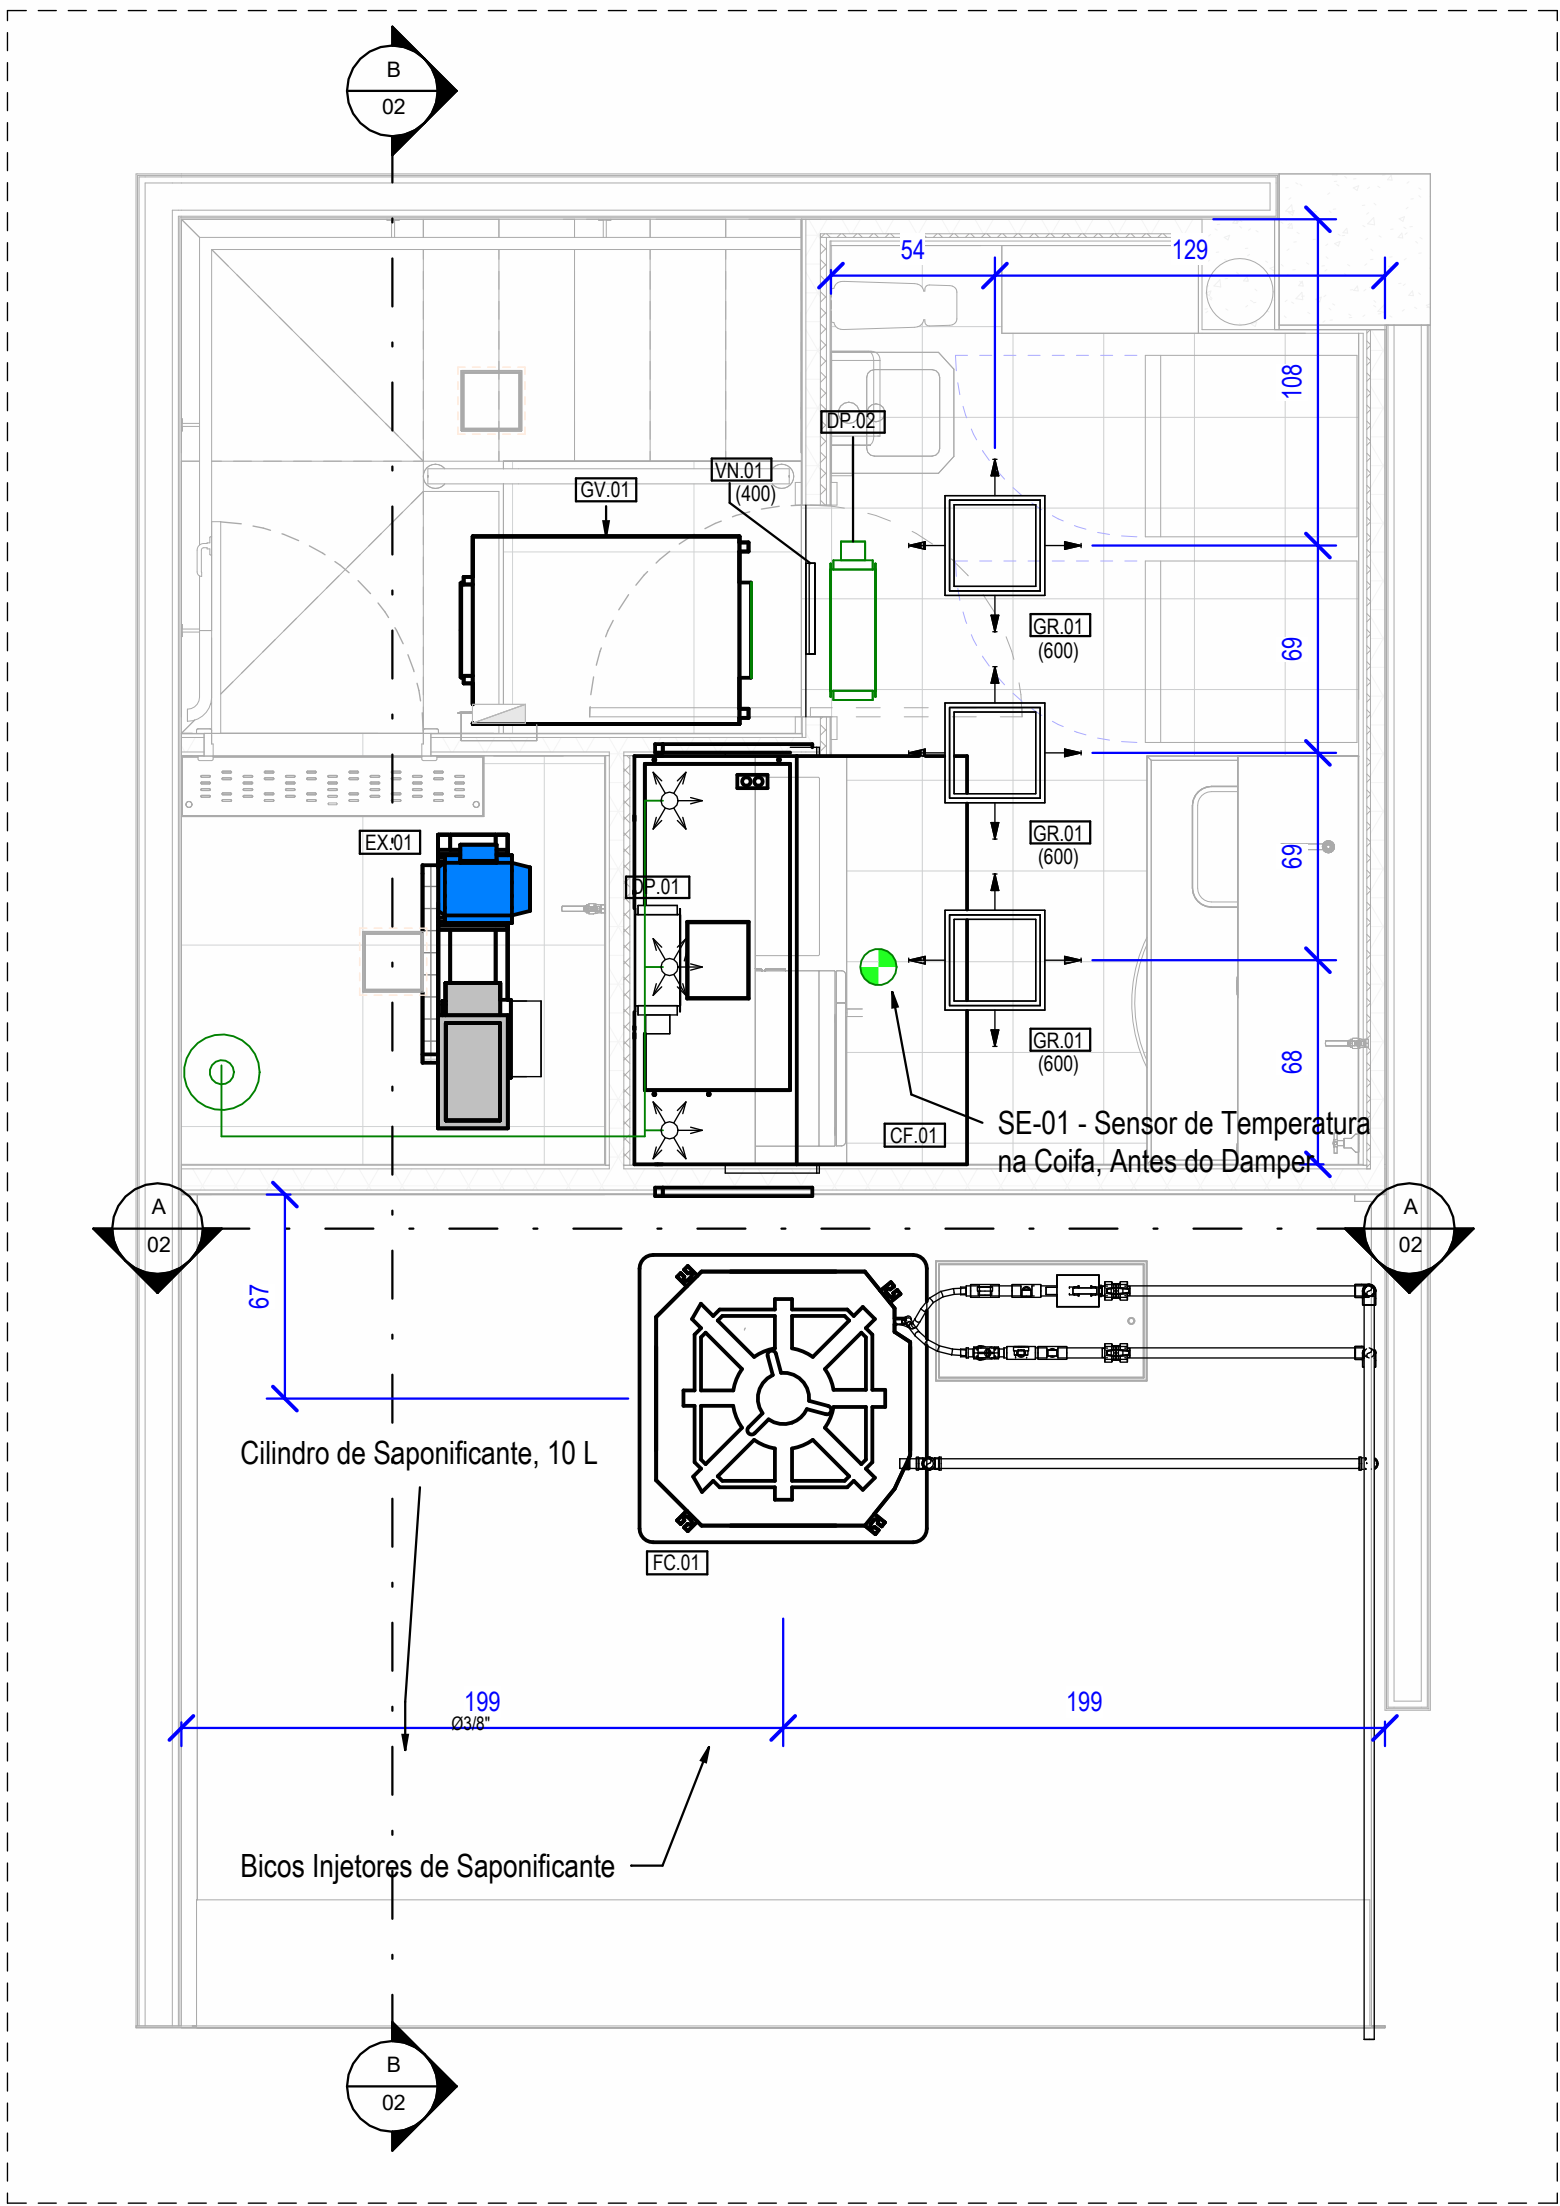 B
02
54
129
108
DP.02
VN.01
(400)
GV.01
GR.01
(600)
69
EX.01
GR.01
(600)
69
DP.01
GR.01
(600)
68
SE-01 - Sensor de Temperatura
na Coifa, Antes do Damper
CF.01
A
02
A
02
67
Cilindro de Saponificante, 10 L
FC.01
199
Ø3/8"
199
Bicos Injetores de Saponificante
B
02